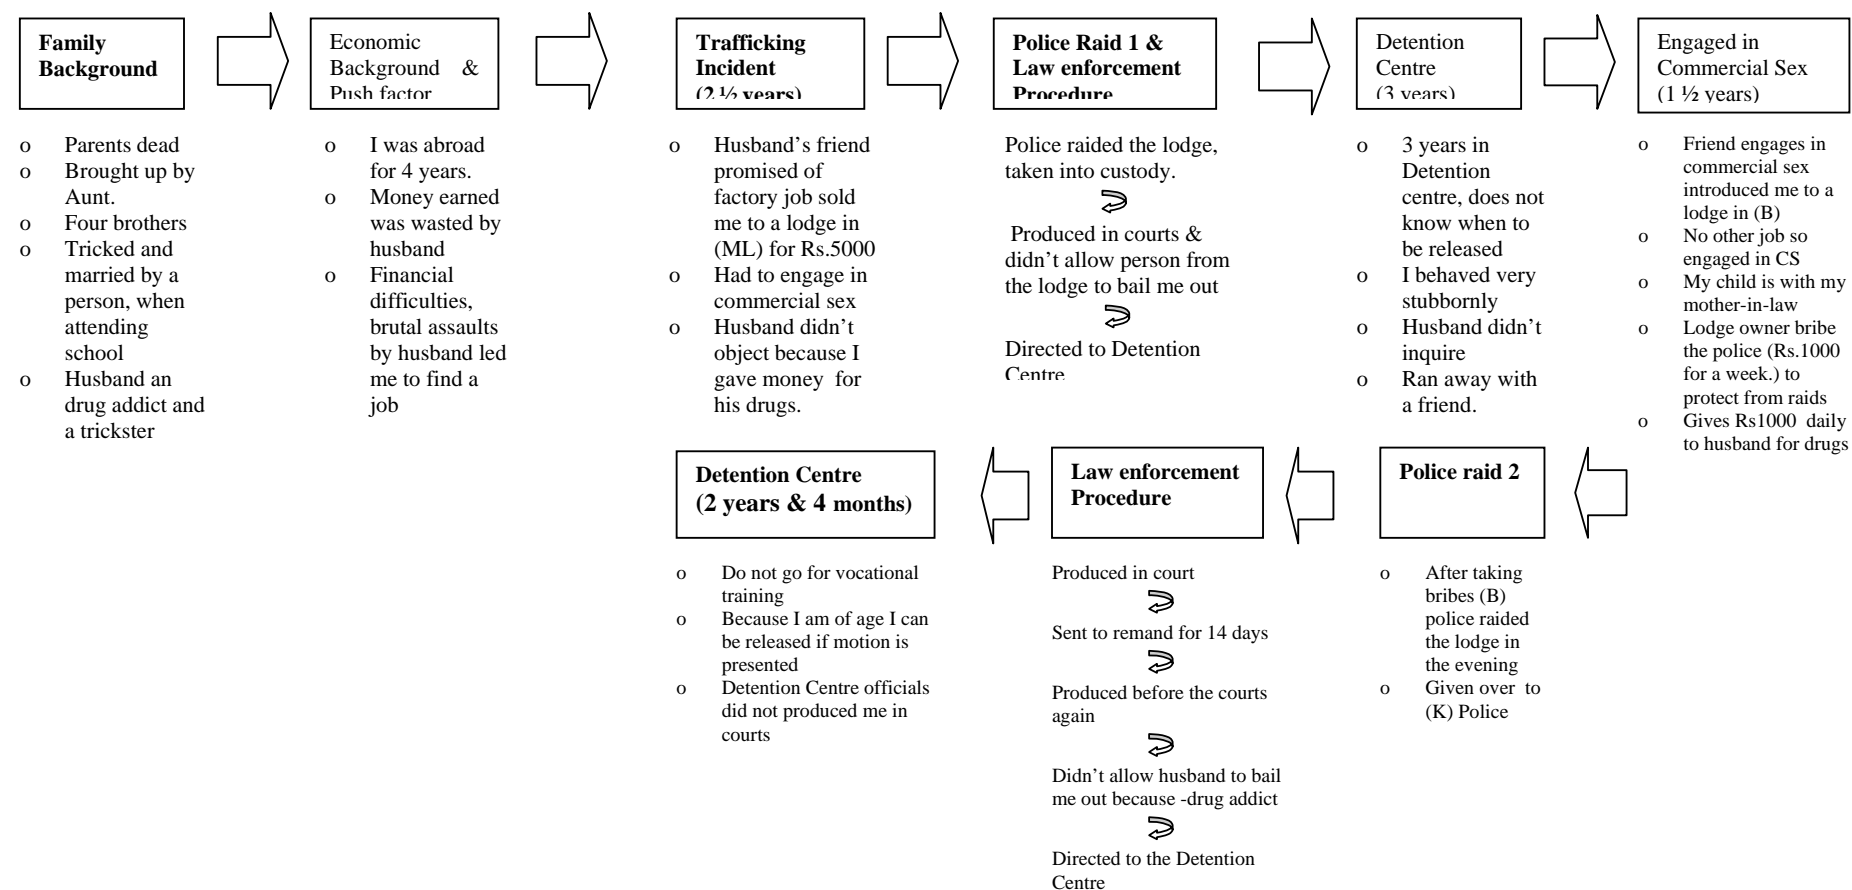 Family
Background
o Parents dead
o Brought up by
Aunt.
o Four brothers
o Tricked and
married by a
person, when
attending
school
o Husband an
drug addict and
a trickster
Economic
Background &
Push factor
o I was abroad
for 4 years.
o Money earned
was wasted by
husband
o Financial
difficulties,
brutal assaults
by husband led
me to find a
job
Trafficking
Incident
(2 ½ years)
o Husband’s friend
promised of
factory job sold
me to a lodge in
(ML) for Rs.5000
o Had to engage in
commercial sex
o Husband didn’t
object because I
gave money for
his drugs.
Police Raid 1 &
Law enforcement
Procedure
Police raided the lodge,
taken into custody.
Produced in courts &
didn’t allow person from
the lodge to bail me out
Directed to Detention
Centre
Detention
Centre
(3 years)
o 3 years in
Detention
centre, does not
know when to
be released
o I behaved very
stubbornly
o Husband didn’t
inquire
o Ran away with
a friend.
Engaged in
Commercial Sex
(1 ½ years)
o Friend engages in
commercial sex
introduced me to a
lodge in (B)
o No other job so
engaged in CS
o My child is with my
mother-in-law
o Lodge owner bribe
the police (Rs.1000
for a week.) to
protect from raids
o Gives Rs1000 daily
to husband for drugs
Police raid 2
o After taking
bribes (B)
police raided
the lodge in
the evening
o Given over to
(K) Police
Law enforcement
Procedure
Produced in court
Sent to remand for 14 days
Produced before the courts
again
Didn’t allow husband to bail
me out because -drug addict
Directed to the Detention
Centre
Detention Centre
(2 years & 4 months)
o Do not go for vocational
training
o Because I am of age I can
be released if motion is
presented
o Detention Centre officials
did not produced me in
courts